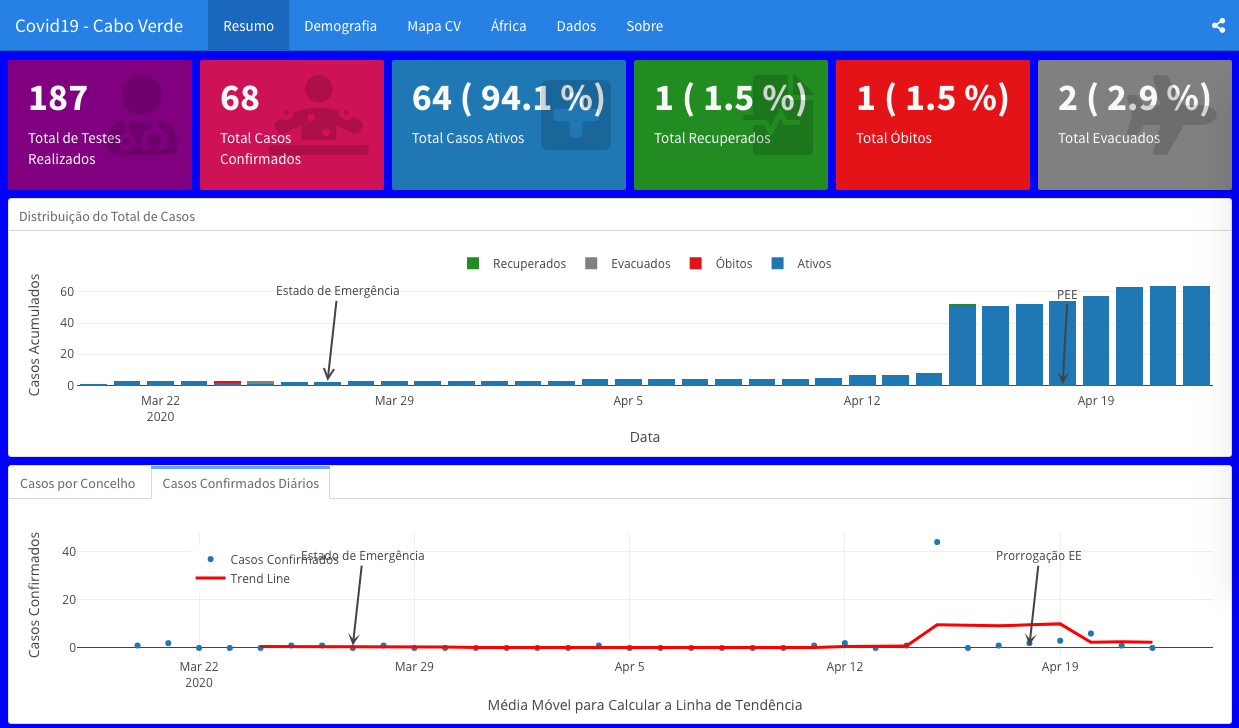 Covid19 - Cabo Verde Resumo Demografia Mapa CV África Dados Sobre
187 68 64 ( 94.1 %) 1 ( 1.5 %) 1 ( 1.5 %) 2 ( 2.9 %)
Total de Testes Total Casos Total Casos Ativos Total Recuperados Total Óbitos Total Evacuados
Realizados Confirmados
Distribuição do Total de Casos
Recuperados Evacuados Óbitos Ativos
Casos Acumulados
60
40
20
0
Estado de Emergência PEE
Mar 22 Mar 29 Apr 5 Apr 12 Apr 19
2020
Data
Casos por Concelho Casos Confirmados Diários
Casos Confirmados
40
20
0
Casos Confirmados
Trend Line
Estado de Emergência Prorrogação EE
Mar 22 Mar 29 Apr 5 Apr 12 Apr 19
2020
Média Móvel para Calcular a Linha de Tendência